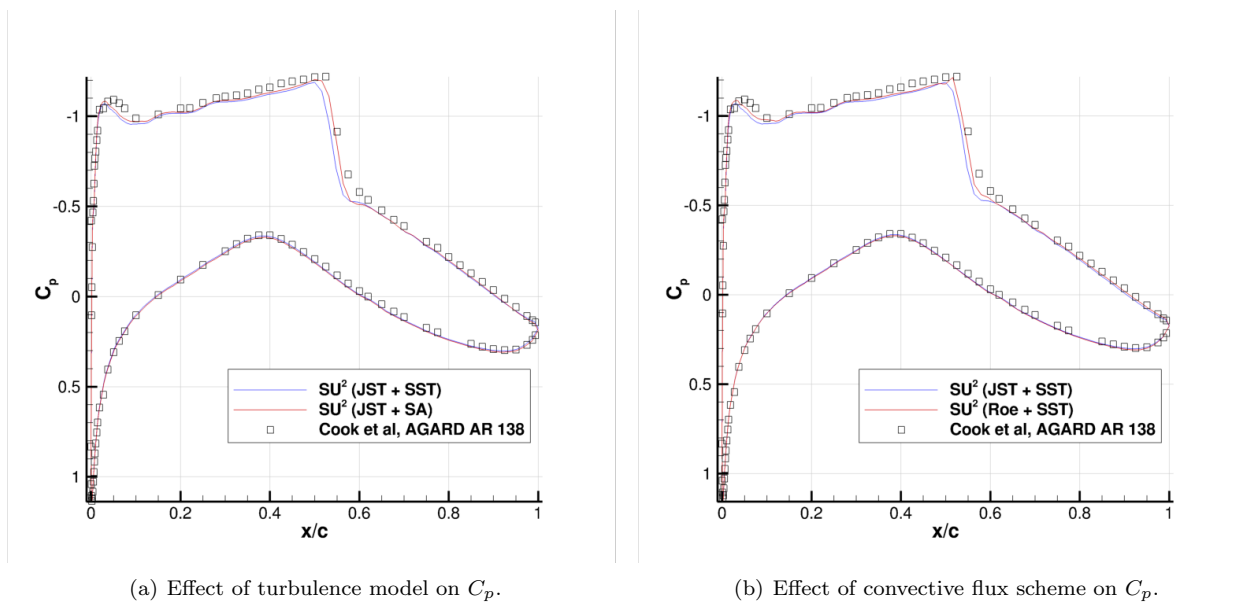 -1
-0.5
0
0.5
1
C_p
0
0.2
0.4
0.6
0.8
1
x/c
SU² (JST + SST)
SU² (JST + SA)
Cook et al, AGARD AR 138
(a) Effect of turbulence model on C_p.
-1
-0.5
0
0.5
1
C_p
0
0.2
0.4
0.6
0.8
1
x/c
SU² (JST + SST)
SU² (Roe + SST)
Cook et al, AGARD AR 138
(b) Effect of convective flux scheme on C_p.